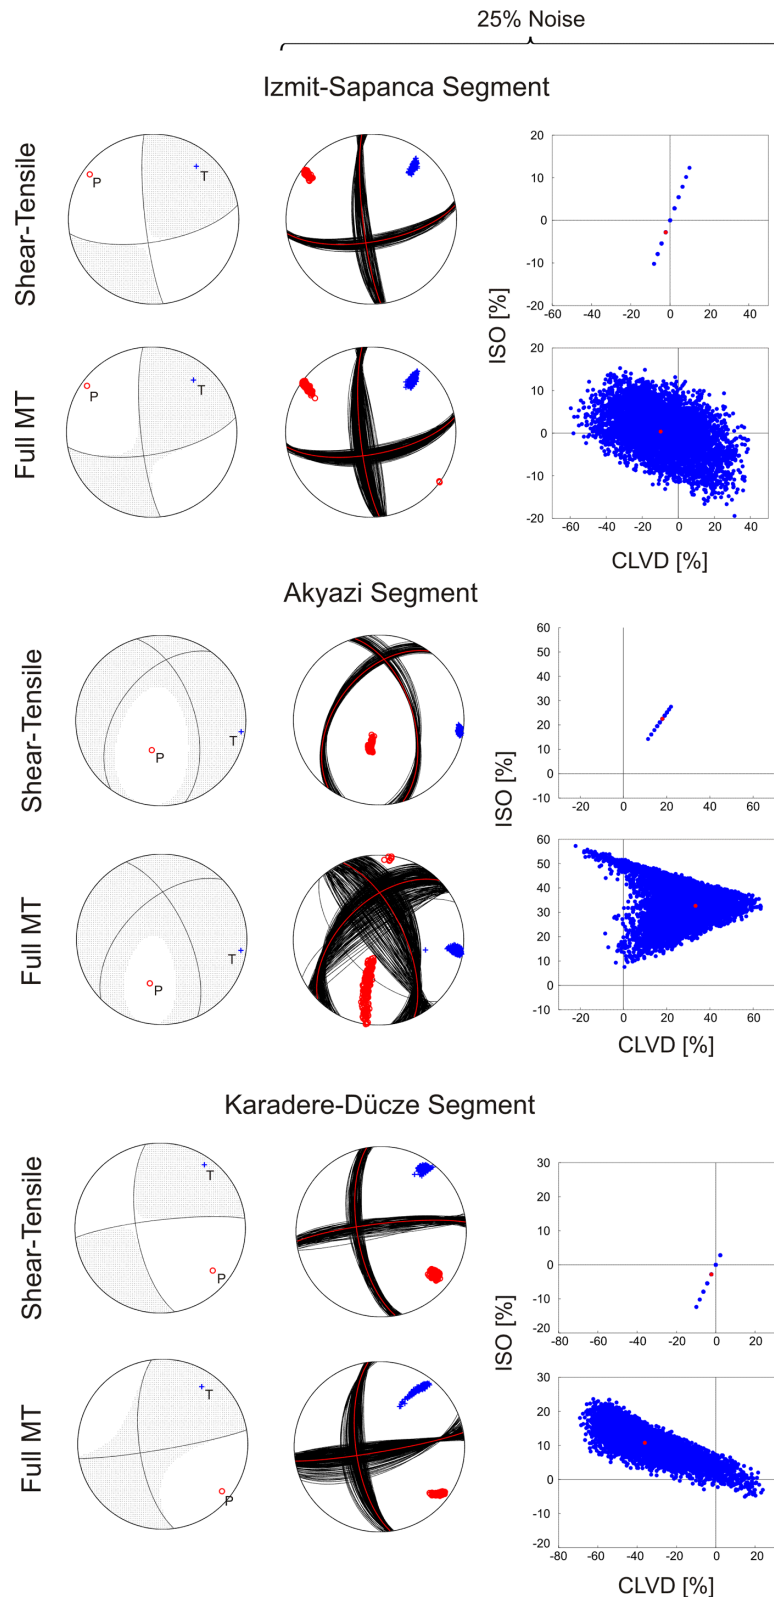 25% Noise
Izmit-Sapanca Segment
Shear-Tensile
P
T
20
10
0
-10
-20
-60 -40 -20 0 20 40
ISO [%]
Full MT
P
T
20
10
0
-10
-20
-60 -40 -20 0 20
CLVD [%]
Akyazi Segment
Shear-Tensile
P
T
60
50
40
30
20
10
0
-10
-20 0 20 40 60
ISO [%]
Full MT
P
T
60
50
40
30
20
10
0
-10
-20 0 20 40 60
CLVD [%]
Karadere-Dücze Segment
Shear-Tensile
T
P
30
20
10
0
-10
-20
-80 -60 -40 -20 0 20
ISO [%]
Full MT
T
P
30
20
10
0
-10
-20
-80 -60 -40 -20 0 20
CLVD [%]